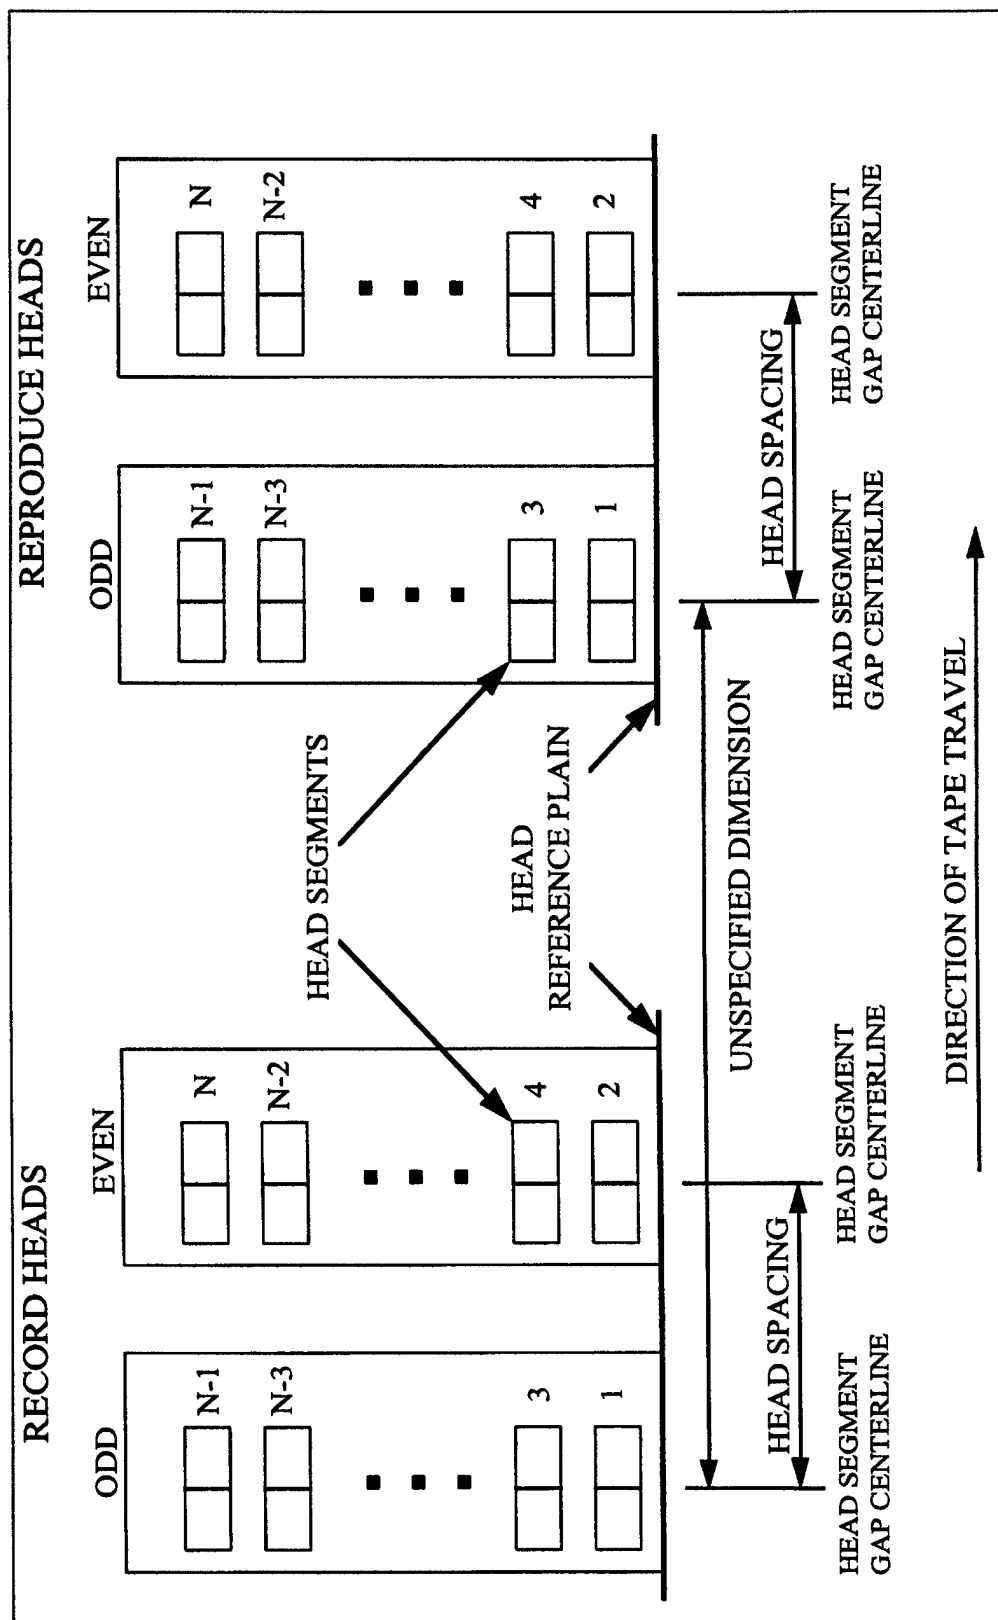 RECORD HEADS
REPRODUCE HEADS
ODD
EVEN
ODD
EVEN
N-1
N
N-1
N
N-3
N-2
N-3
N-2
HEAD SEGMENTS
3
4
3
4
1
2
1
2
HEAD
REFERENCE PLAIN
UNSPECIFIED DIMENSION
HEAD SPACING
HEAD SPACING
HEAD SEGMENT
GAP CENTERLINE
HEAD SEGMENT
GAP CENTERLINE
HEAD SEGMENT
GAP CENTERLINE
HEAD SEGMENT
GAP CENTERLINE
DIRECTION OF TAPE TRAVEL